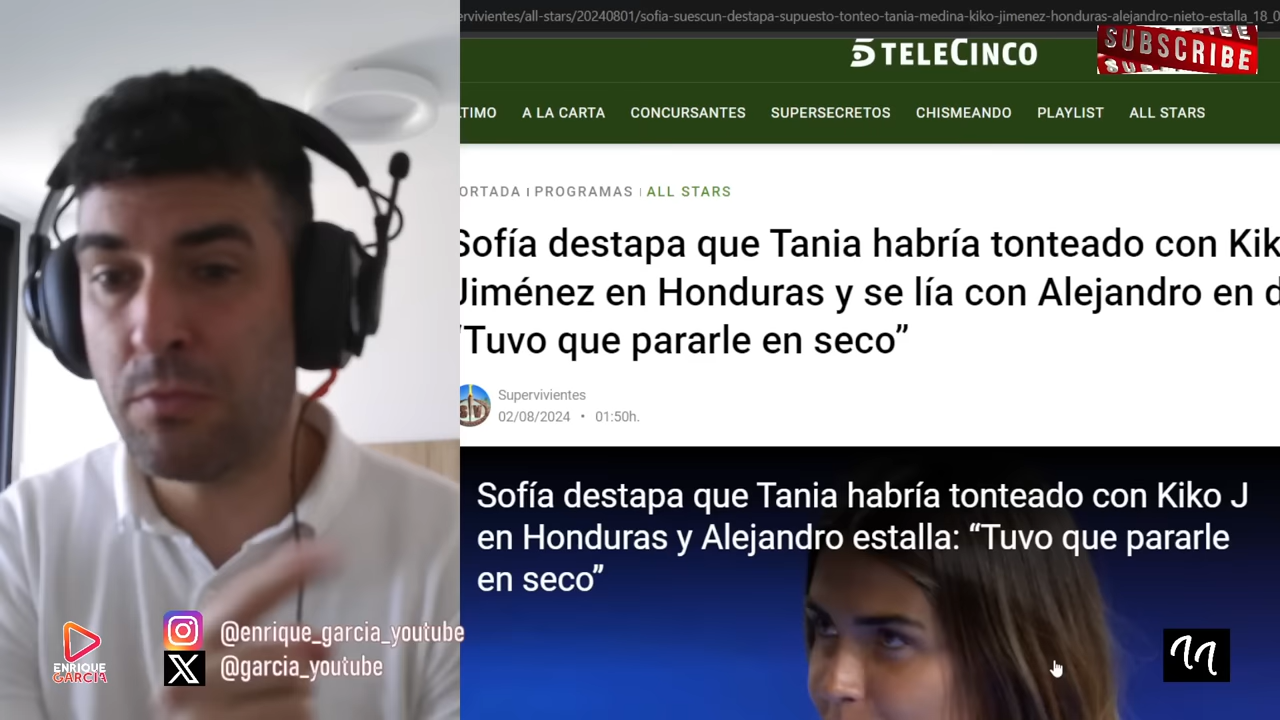 ervivientes/all-stars/20240801/sofia-suescun-destapa-supuesto-tonteo-tania-medina-kiko-jimenez-honduras-alejandro-nieto-estalla_18_0
SUBSCRIBE
5 TELECINCO
LTIMO A LA CARTA CONCURSANTES SUPERSECRETOS CHISMEANDO PLAYLIST ALL STARS
ORTADA PROGRAMAS ALL STARS
Sofía destapa que Tania habría tonteado con Kik
Jiménez en Honduras y se lía con Alejandro en d
"Tuvo que pararle en seco”
Supervivientes
02/08/2024 • 01:50h.
Sofía destapa que Tania habría tonteado con Kiko J
en Honduras y Alejandro estalla: “Tuvo que pararle
en seco”
ENRIQUE
GARCIA
@enrique_garcia_youtube
@garcia_youtube